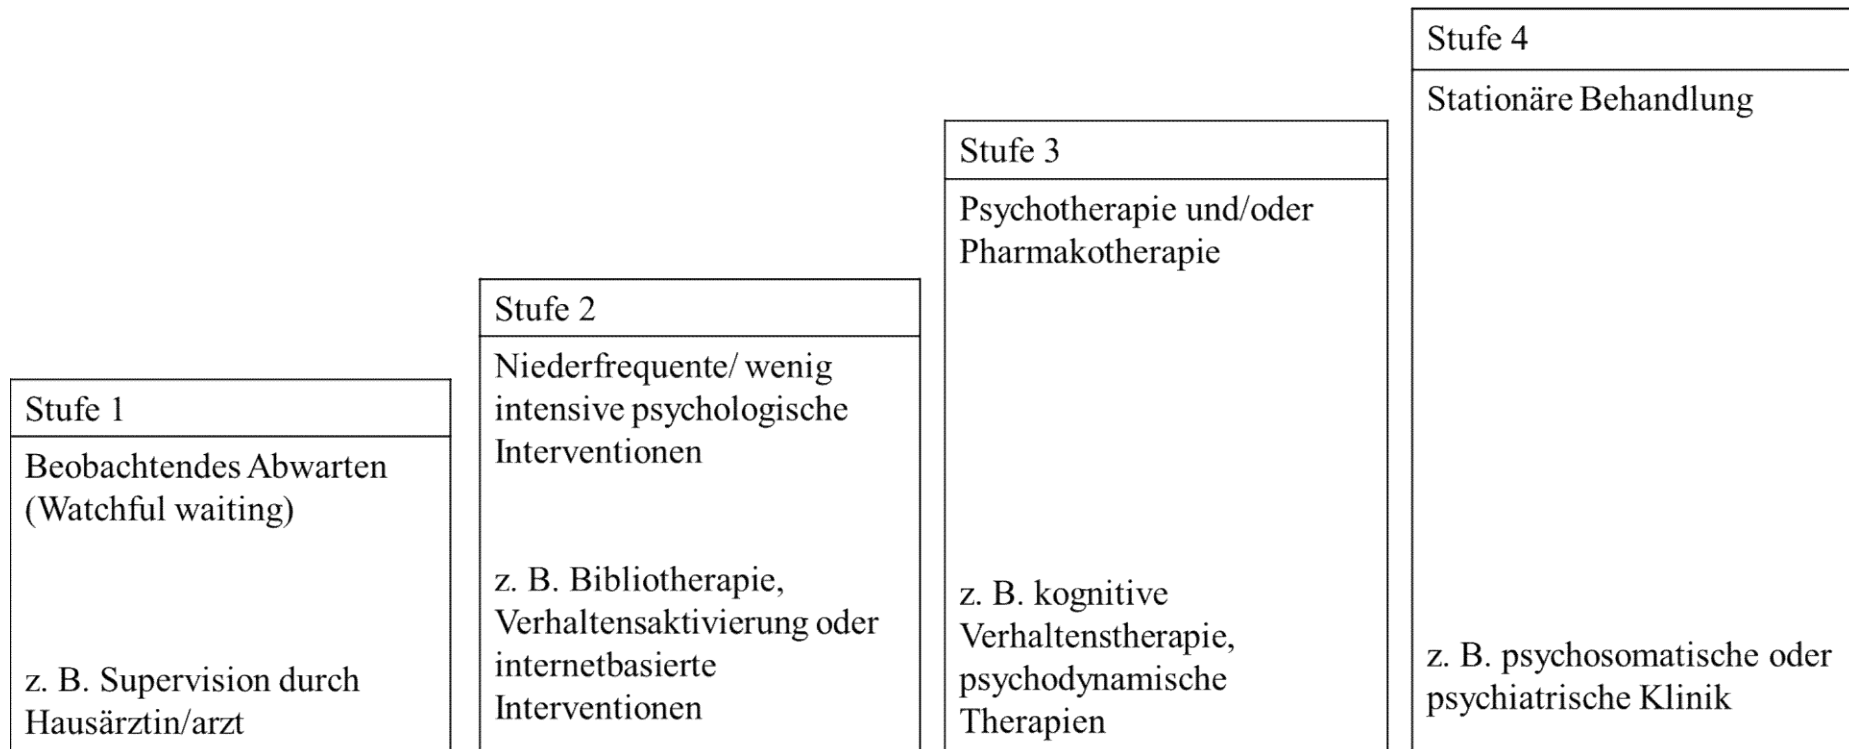 Stufe 1
Beobachtendes Abwarten
(Watchful waiting)
z. B. Supervision durch
Hausärztin/arzt
Stufe 2
Niederfrequente/ wenig
intensive psychologische
Interventionen
z. B. Bibliotherapie,
Verhaltensaktivierung oder
internetbasierte
Interventionen
Stufe 3
Psychotherapie und/oder
Pharmakotherapie
z. B. kognitive
Verhaltenstherapie,
psychodynamische
Therapien
Stufe 4
Stationäre Behandlung
z. B. psychosomatische oder
psychiatrische Klinik